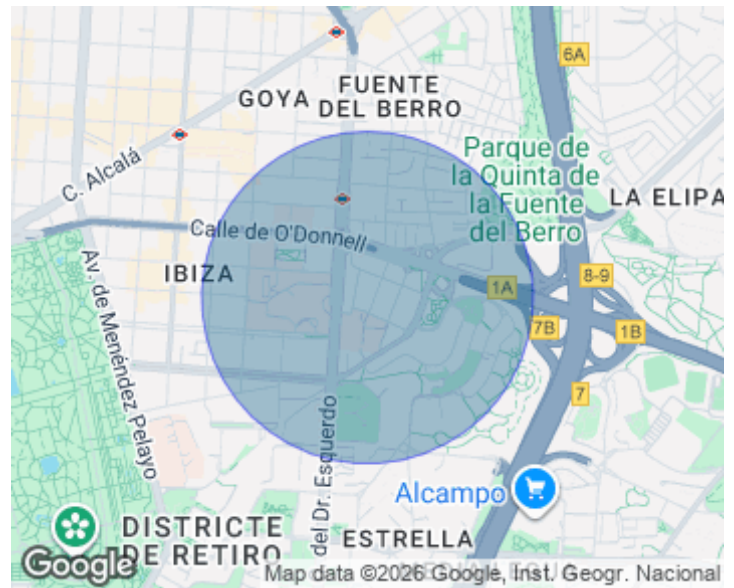 6A
GOYA
FUENTE
DEL BERRO
Parque de
la Quinta de
la Fuente
del Berro
C. Alcalá
LA ELIPA
Calle de O'Donnell
IBIZA
8-9
1A
7B
1B
Av. de Menéndez Pelayo
7
del Dr. Esquerdo
Alcampo
DISTRICTE
DE RETIRO
ESTRELLA
Google
Map data ©2026 Google, Inst. Geogr. Nacional